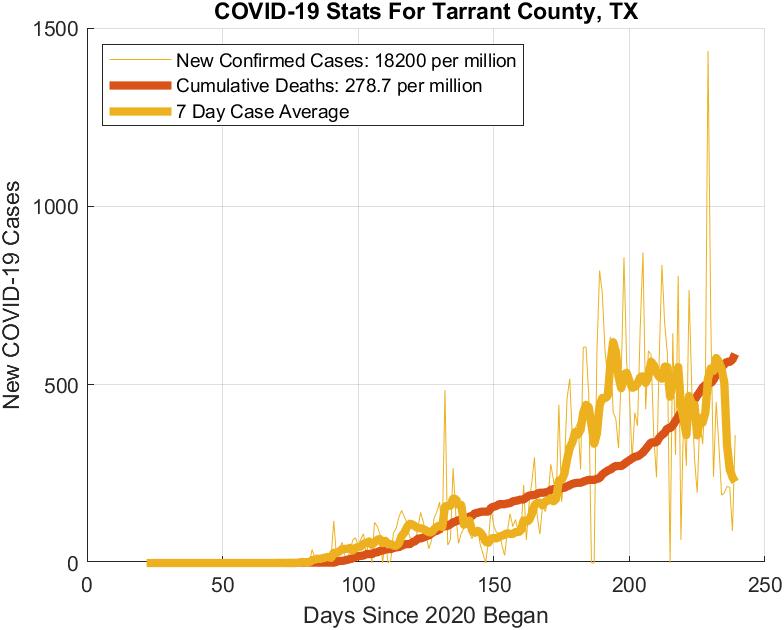 COVID-19 Stats For Tarrant County, TX
1500
New Confirmed Cases: 18200 per million
Cumulative Deaths: 278.7 per million
7 Day Case Average
1000
New COVID-19 Cases
500
0
0 50 100 150 200 250
Days Since 2020 Began